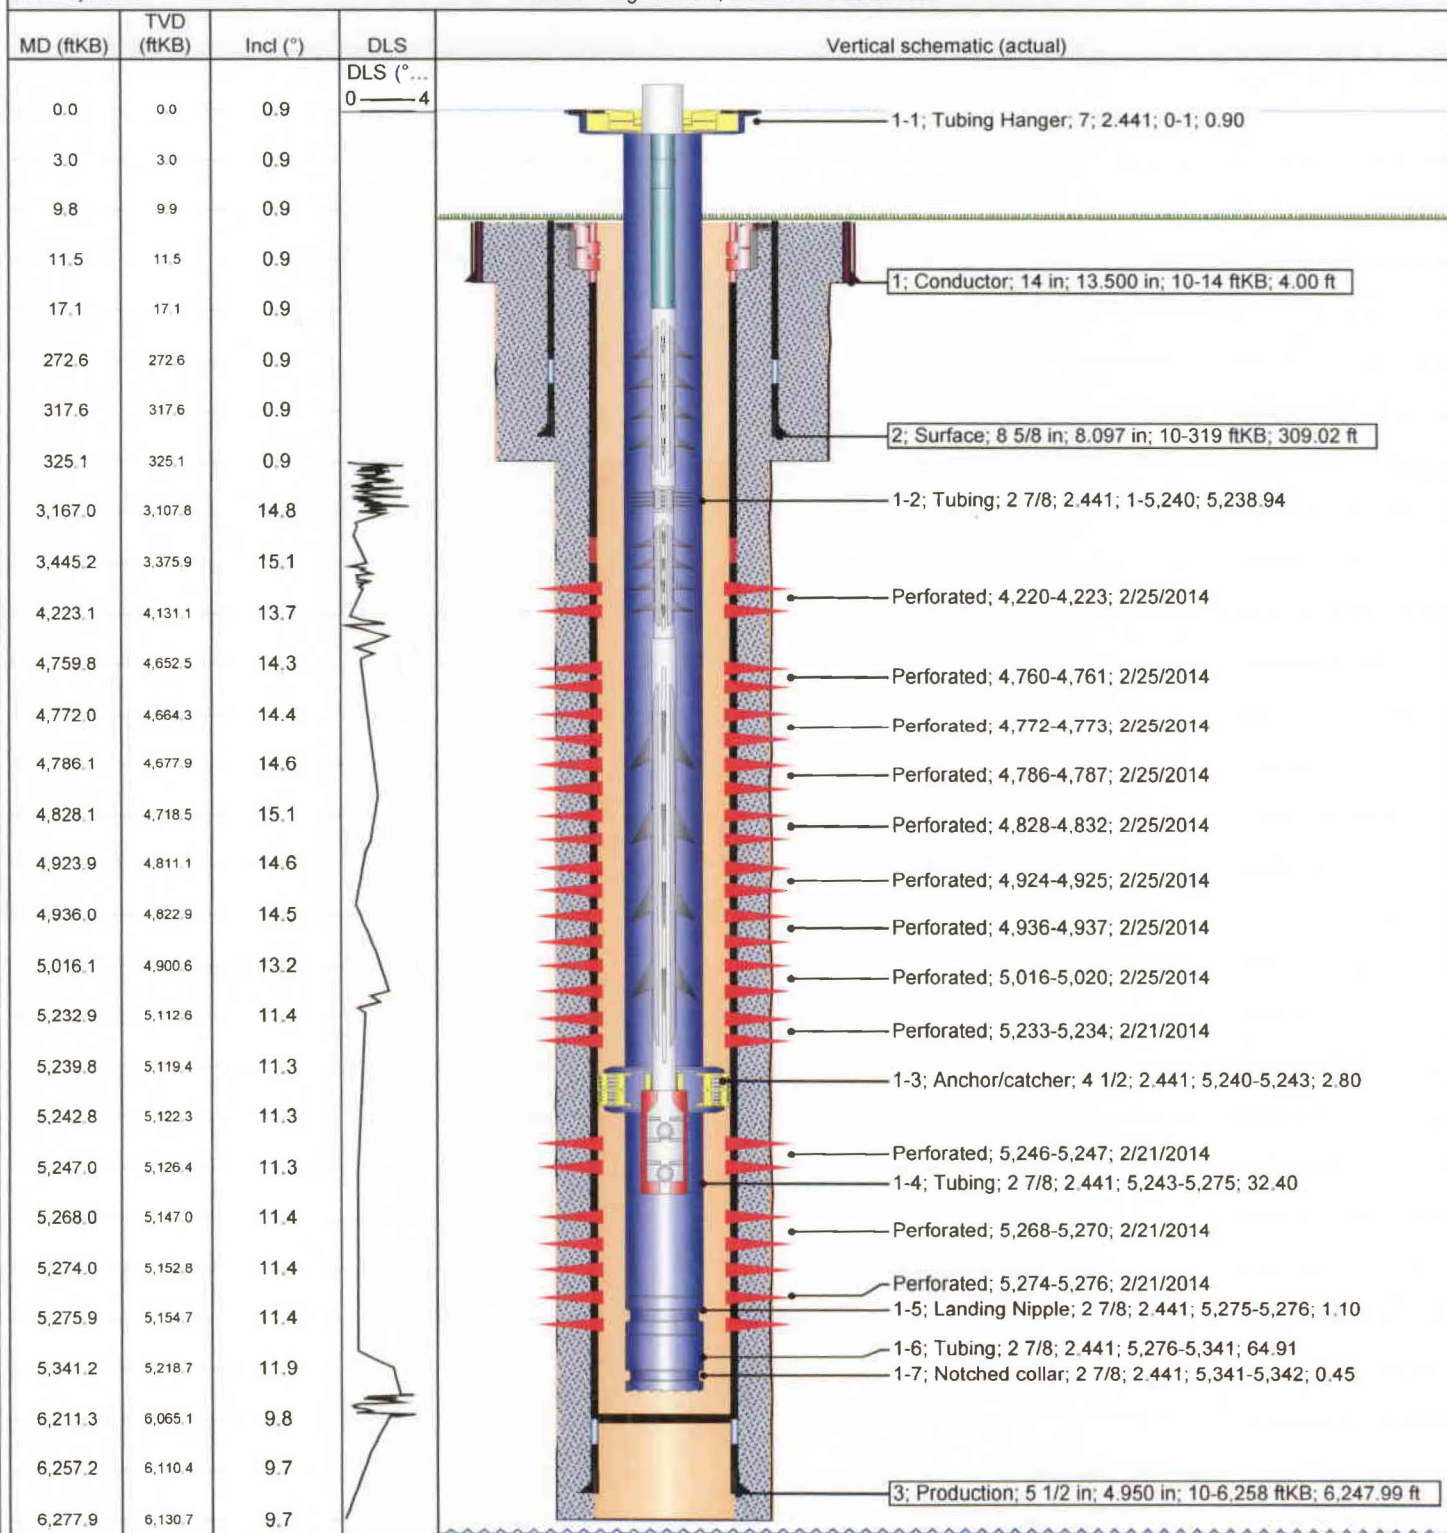 MD (ftKB) TVD (ftKB) Incl (°) DLS Vertical schematic (actual)
DLS (°...
0 4
0.0 0.0 0.9
1-1; Tubing Hanger; 7; 2.441; 0-1; 0.90
3.0 3.0 0.9
9.8 9.9 0.9
11.5 11.5 0.9
1; Conductor; 14 in; 13.500 in; 10-14 ftKB; 4.00 ft
17.1 17.1 0.9
272.6 272.6 0.9
317.6 317.6 0.9
2; Surface; 8 5/8 in; 8.097 in; 10-319 ftKB; 309.02 ft
325.1 325.1 0.9
1-2; Tubing; 2 7/8; 2.441; 1-5,240; 5,238.94
3,167.0 3,107.8 14.8
3,445.2 3,375.9 15.1
Perforated; 4,220-4,223; 2/25/2014
4,223.1 4,131.1 13.7
4,759.8 4,652.5 14.3
Perforated; 4,760-4,761; 2/25/2014
4,772.0 4,664.3 14.4
Perforated; 4,772-4,773; 2/25/2014
4,786.1 4,677.9 14.6
Perforated; 4,786-4,787; 2/25/2014
4,828.1 4,718.5 15.1
Perforated; 4,828-4,832; 2/25/2014
4,923.9 4,811.1 14.6
Perforated; 4,924-4,925; 2/25/2014
4,936.0 4,822.9 14.5
Perforated; 4,936-4,937; 2/25/2014
5,016.1 4,900.6 13.2
Perforated; 5,016-5,020; 2/25/2014
5,232.9 5,112.6 11.4
Perforated; 5,233-5,234; 2/21/2014
5,239.8 5,119.4 11.3
1-3; Anchor/catcher; 4 1/2; 2.441; 5,240-5,243; 2.80
5,242.8 5,122.3 11.3
Perforated; 5,246-5,247; 2/21/2014
5,247.0 5,126.4 11.3
1-4; Tubing; 2 7/8; 2.441; 5,243-5,275; 32.40
5,268.0 5,147.0 11.4
Perforated; 5,268-5,270; 2/21/2014
5,274.0 5,152.8 11.4
Perforated; 5,274-5,276; 2/21/2014
5,275.9 5,154.7 11.4
1-5; Landing Nipple; 2 7/8; 2.441; 5,275-5,276; 1.10
1-6; Tubing; 2 7/8; 2.441; 5,276-5,341; 64.91
5,341.2 5,218.7 11.9
1-7; Notched collar; 2 7/8; 2.441; 5,341-5,342; 0.45
6,211.3 6,065.1 9.8
6,257.2 6,110.4 9.7
3; Production; 5 1/2 in; 4.950 in; 10-6,258 ftKB; 6,247.99 ft
6,277.9 6,130.7 9.7